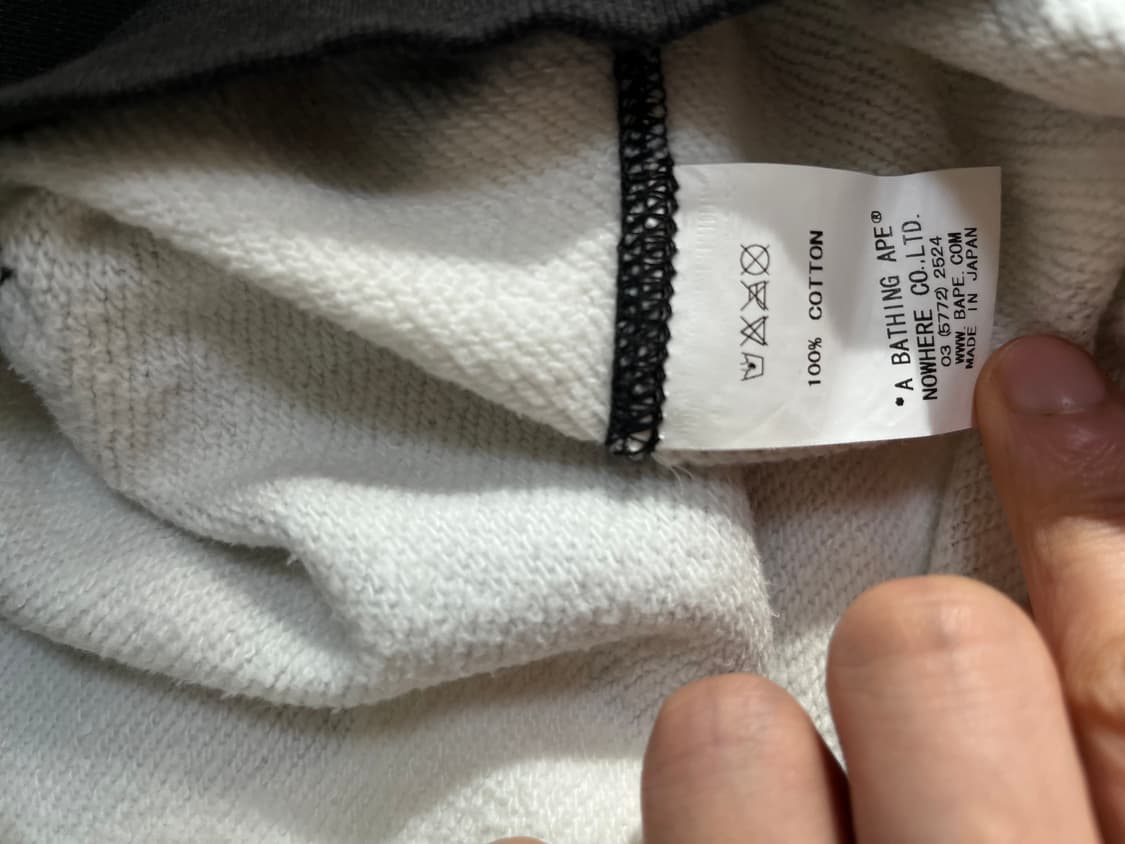 100% COTTON
*A BATHING APE®
NOWHERE CO.,LTD.
03 (5772) 2524
WWW. BAPE. COM
MADE IN JAPAN